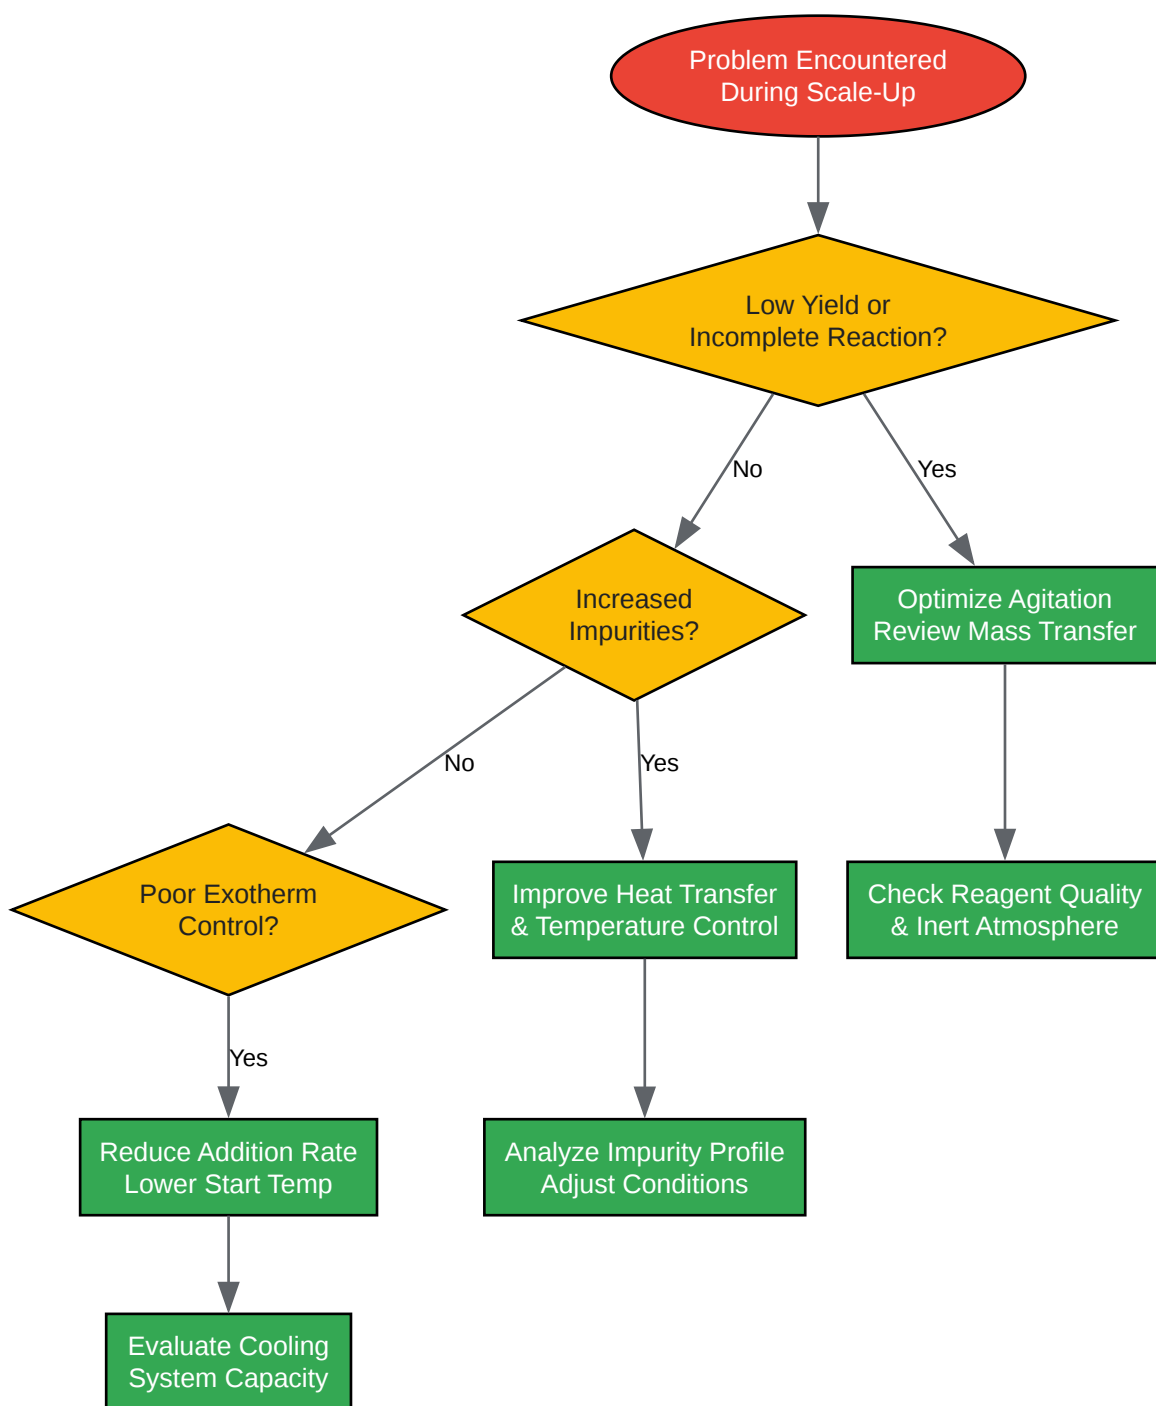 Problem Encountered
During Scale-Up
Low Yield or
Incomplete Reaction?
No
Yes
Increased
Impurities?
Optimize Agitation
Review Mass Transfer
No
Yes
Poor Exotherm
Control?
Improve Heat Transfer
& Temperature Control
Check Reagent Quality
& Inert Atmosphere
Yes
Reduce Addition Rate
Lower Start Temp
Analyze Impurity Profile
Adjust Conditions
Evaluate Cooling
System Capacity